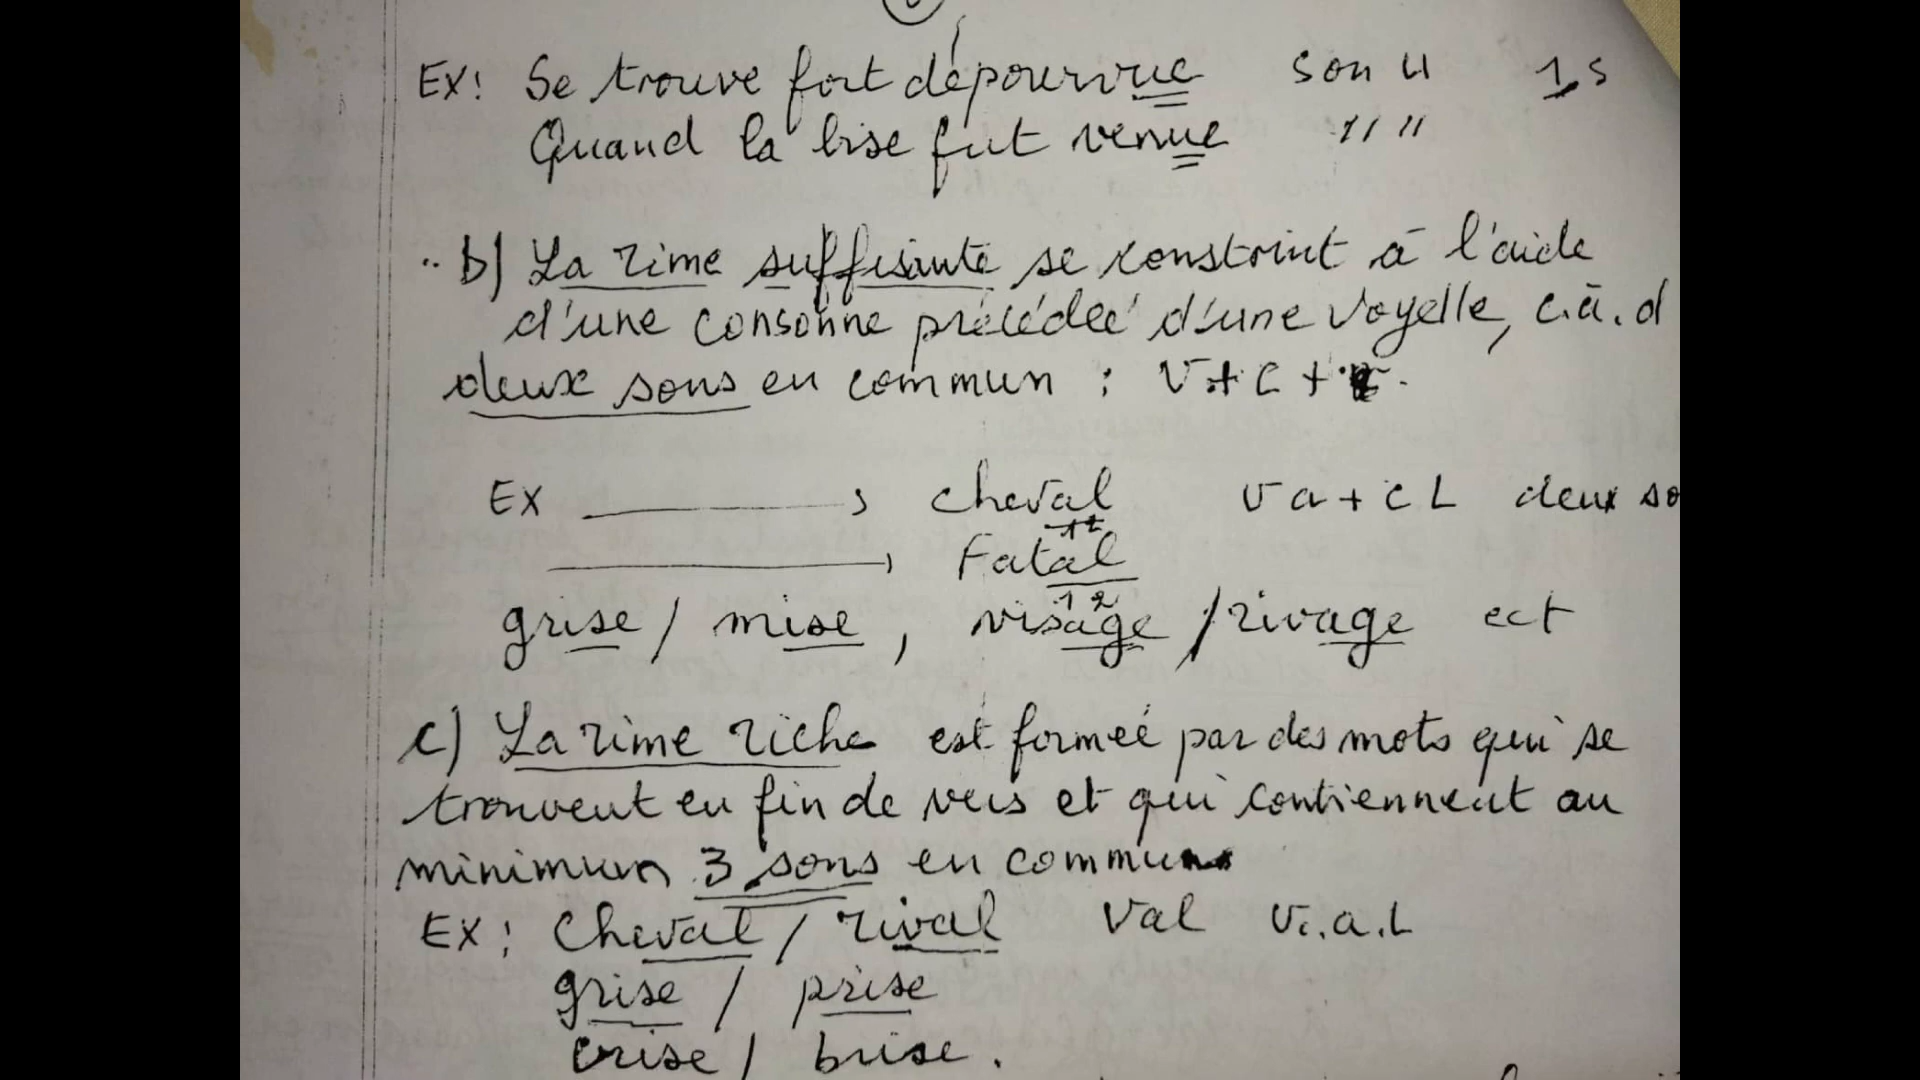 Ex: Se trouve fort dépourvue son u 1s
Quand la bise fut venue " "
b) La rime suffisante se construit à l'aide
d'une consonne précédée d'une voyelle, c.à.d
deux sons en commun : V + C +
Ex , cheval V a + c L deux so
12
, Fatal
12
grise / mise, visage / rivage ect
c) La rime riche est formée par des mots qui se
trouvent en fin de vers et qui contiennent au
minimum 3 sons en commun
Ex: cheval / rival val v.a.L
grise / prise
crise / brise.